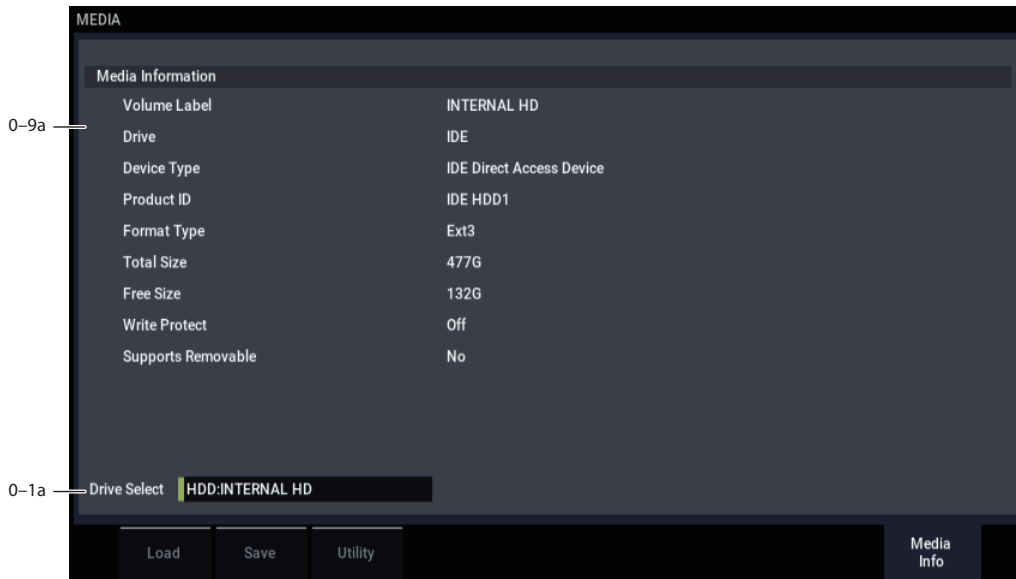 MEDIA
Media Information
0–9a
Volume Label INTERNAL HD
Drive IDE
Device Type IDE Direct Access Device
Product ID IDE HDD1
Format Type Ext3
Total Size 477G
Free Size 132G
Write Protect Off
Supports Removable No
0–1a Drive Select HDD:INTERNAL HD
Load Save Utility Media Info